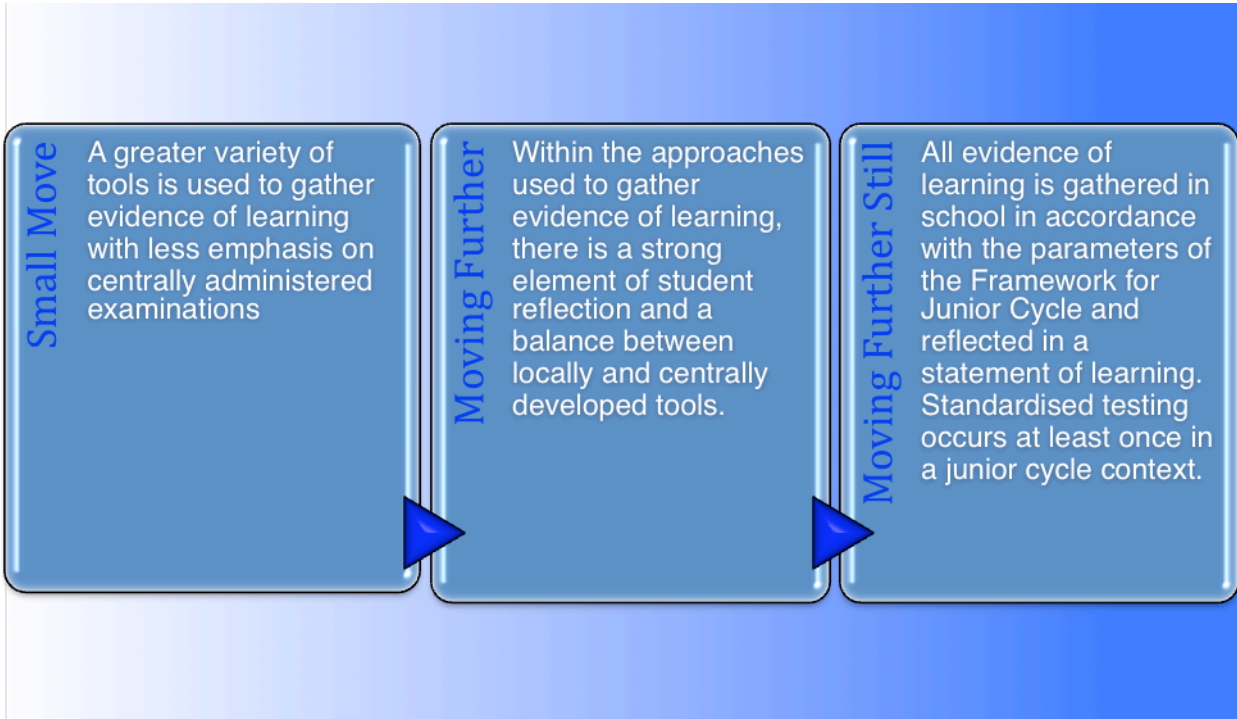 Small Move
A greater variety of
tools is used to gather
evidence of learning
with less emphasis on
centrally administered
examinations
Moving Further
Within the approaches
used to gather
evidence of learning,
there is a strong
element of student
reflection and a
balance between
locally and centrally
developed tools.
Moving Further Still
All evidence of
learning is gathered in
school in accordance
with the parameters of
the Framework for
Junior Cycle and
reflected in a
statement of learning.
Standardised testing
occurs at least once in
a junior cycle context.